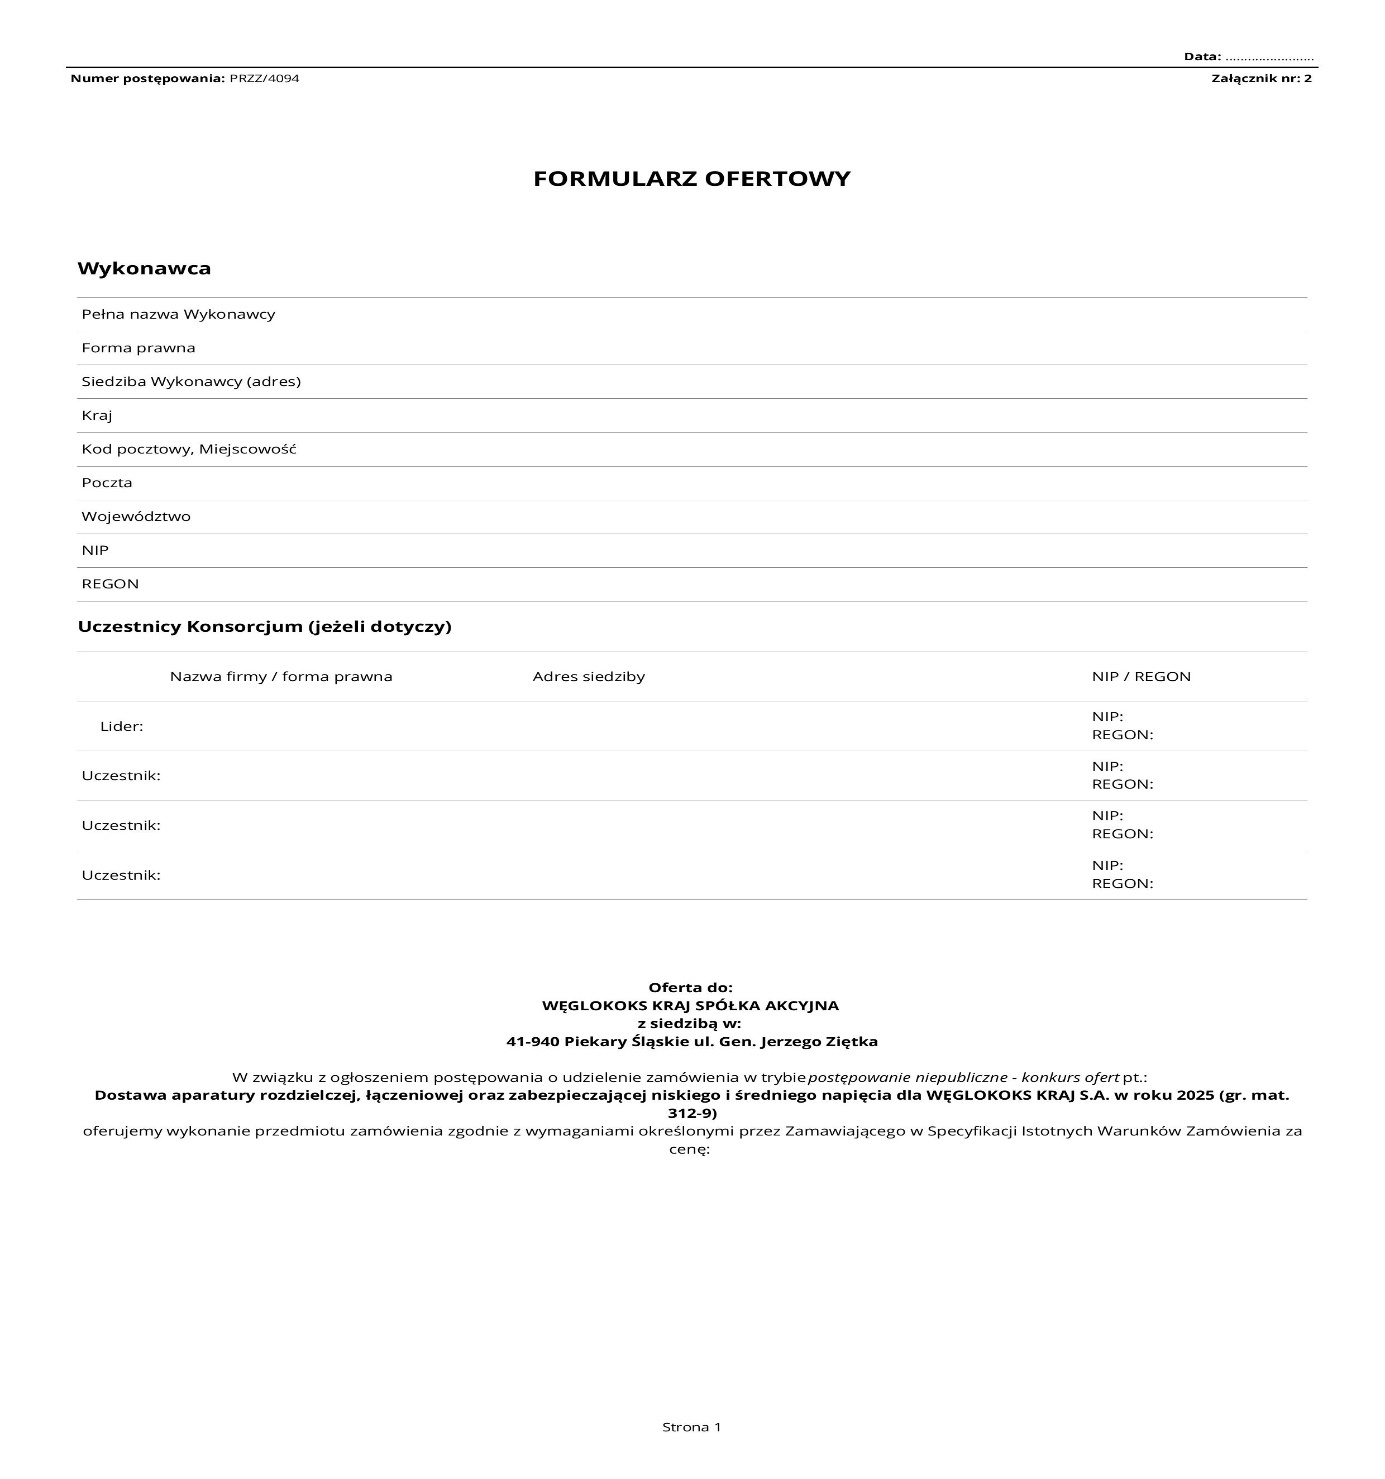 Data: ........................
Numer postępowania: PRZZ/4094
Załącznik nr: 2
FORMULARZ OFERTOWY
Wykonawca
Pełna nazwa Wykonawcy
Forma prawna
Siedziba Wykonawcy (adres)
Kraj
Kod pocztowy, Miejscowość
Poczta
Województwo
NIP
REGON
Uczestnicy Konsorcjum (jeżeli dotyczy)
Nazwa firmy / forma prawna Adres siedziby NIP / REGON
Lider:
NIP:
REGON:
Uczestnik:
NIP:
REGON:
Uczestnik:
NIP:
REGON:
Uczestnik:
NIP:
REGON:
Oferta do:
WĘGLOKOKS KRAJ SPÓŁKA AKCYJNA
z siedzibą w:
41-940 Piekary Śląskie ul. Gen. Jerzego Ziętka
W związku z ogłoszeniem postępowania o udzielenie zamówienia w trybie postępowanie niepubliczne - konkurs ofert pt.:
Dostawa aparatury rozdzielczej, łączeniowej oraz zabezpieczającej niskiego i średniego napięcia dla WĘGLOKOKS KRAJ S.A. w roku 2025 (gr. mat.
312-9)
oferujemy wykonanie przedmiotu zamówienia zgodnie z wymaganiami określonymi przez Zamawiającego w Specyfikacji Istotnych Warunków Zamówienia za
cenę:
Strona 1